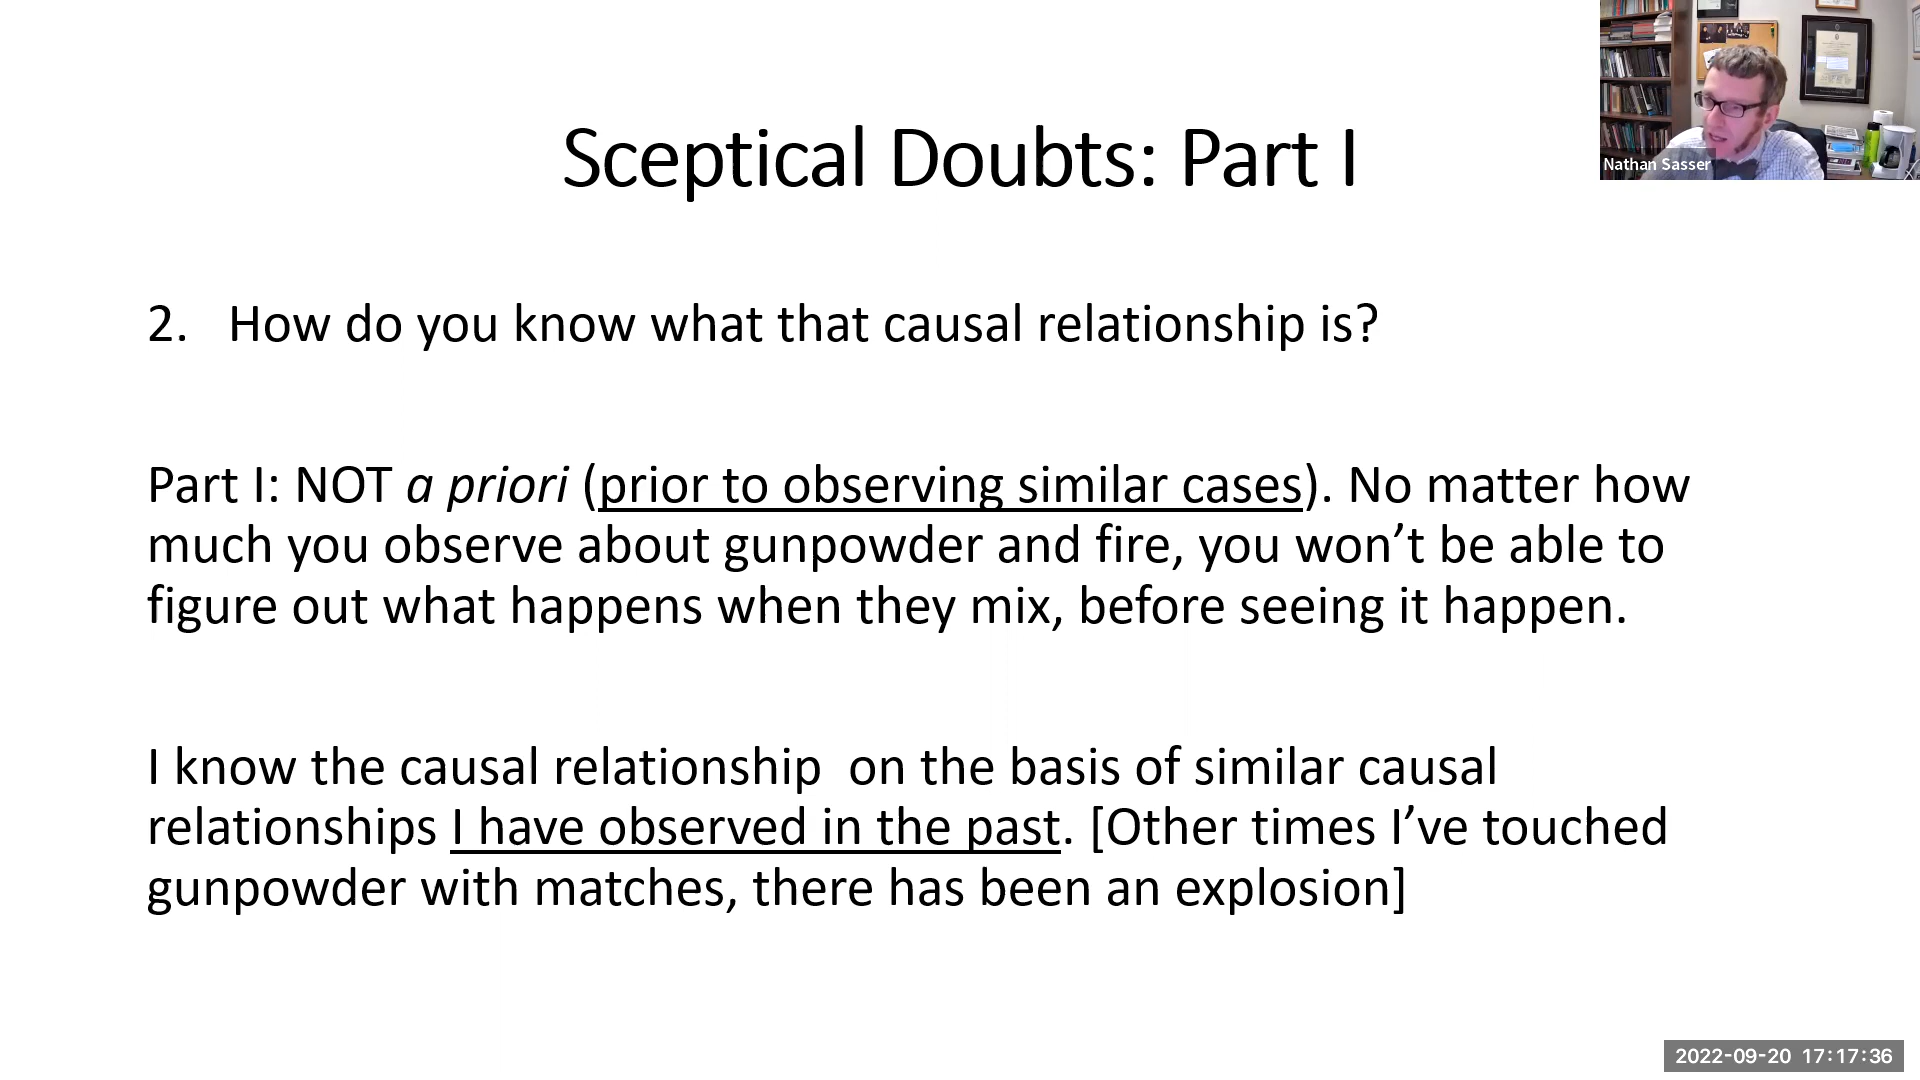 Sceptical Doubts: Part I
Nathan Sasser
2. How do you know what that causal relationship is?
Part I: NOT a priori (prior to observing similar cases). No matter how
much you observe about gunpowder and fire, you won’t be able to
figure out what happens when they mix, before seeing it happen.
I know the causal relationship  on the basis of similar causal
relationships I have observed in the past. [Other times I’ve touched
gunpowder with matches, there has been an explosion]
2022-09-20 17:17:36